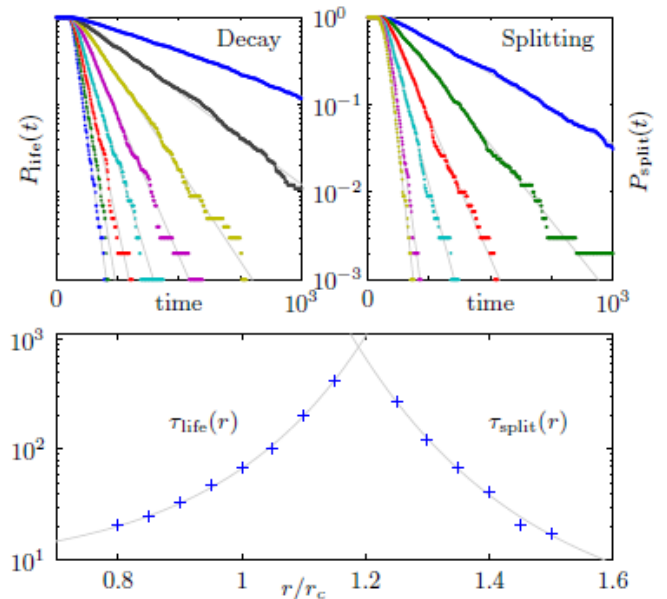 Decay
Splitting
P_life(t)
P_split(t)
10^0
10^{-1}
10^{-2}
10^{-3}
0 time 10^3
0 time 10^3
10^3
10^2
10^1
τ_life(r)
τ_split(r)
0.8 1 1.2 1.4 1.6
r/r_c